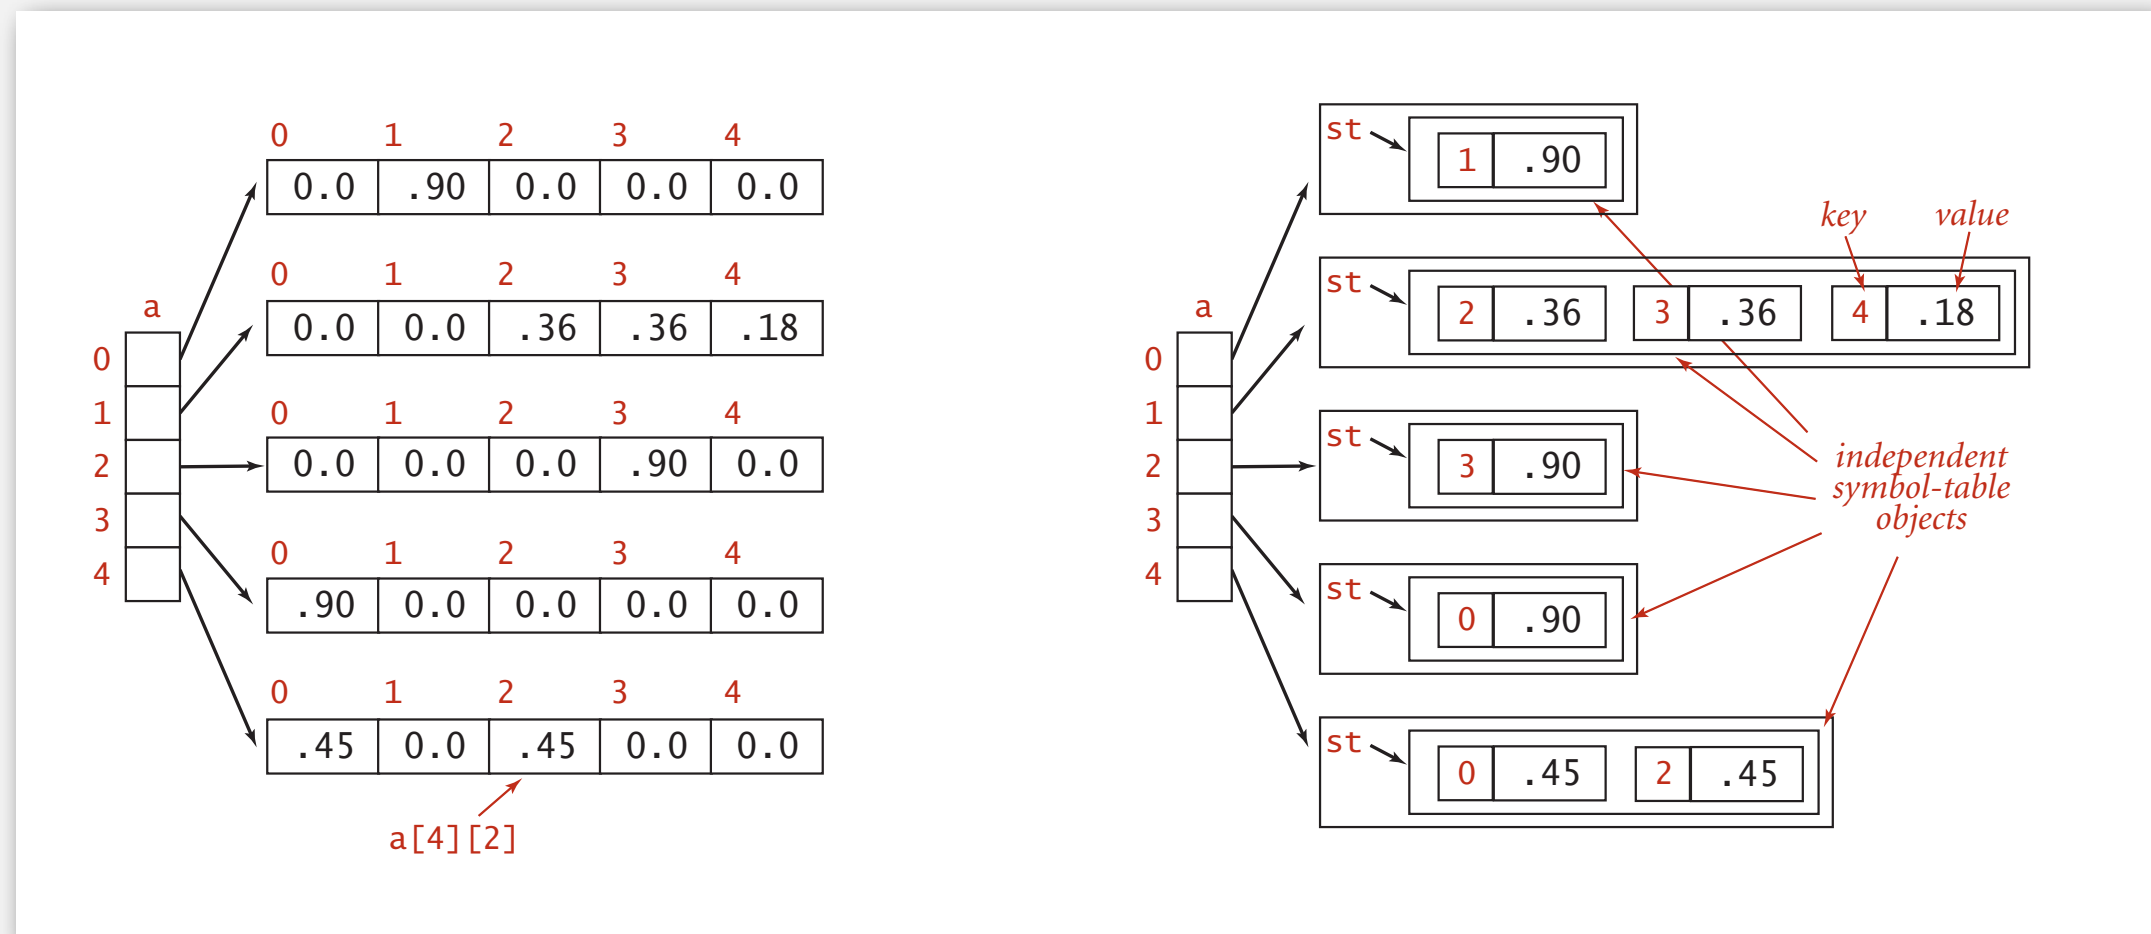 0 1 2 3 4
0.0 .90 0.0 0.0 0.0
0 1 2 3 4
0.0 0.0 .36 .36 .18
a
0
1
2
3
4
0 1 2 3 4
0.0 0.0 0.0 .90 0.0
0 1 2 3 4
.90 0.0 0.0 0.0 0.0
0 1 2 3 4
.45 0.0 .45 0.0 0.0
a[4][2]
st 1 .90
key value
st 2 .36 3 .36 4 .18
a
0
1
2
3
4
st 3 .90
independent
symbol-table
objects
st 0 .90
st 0 .45 2 .45